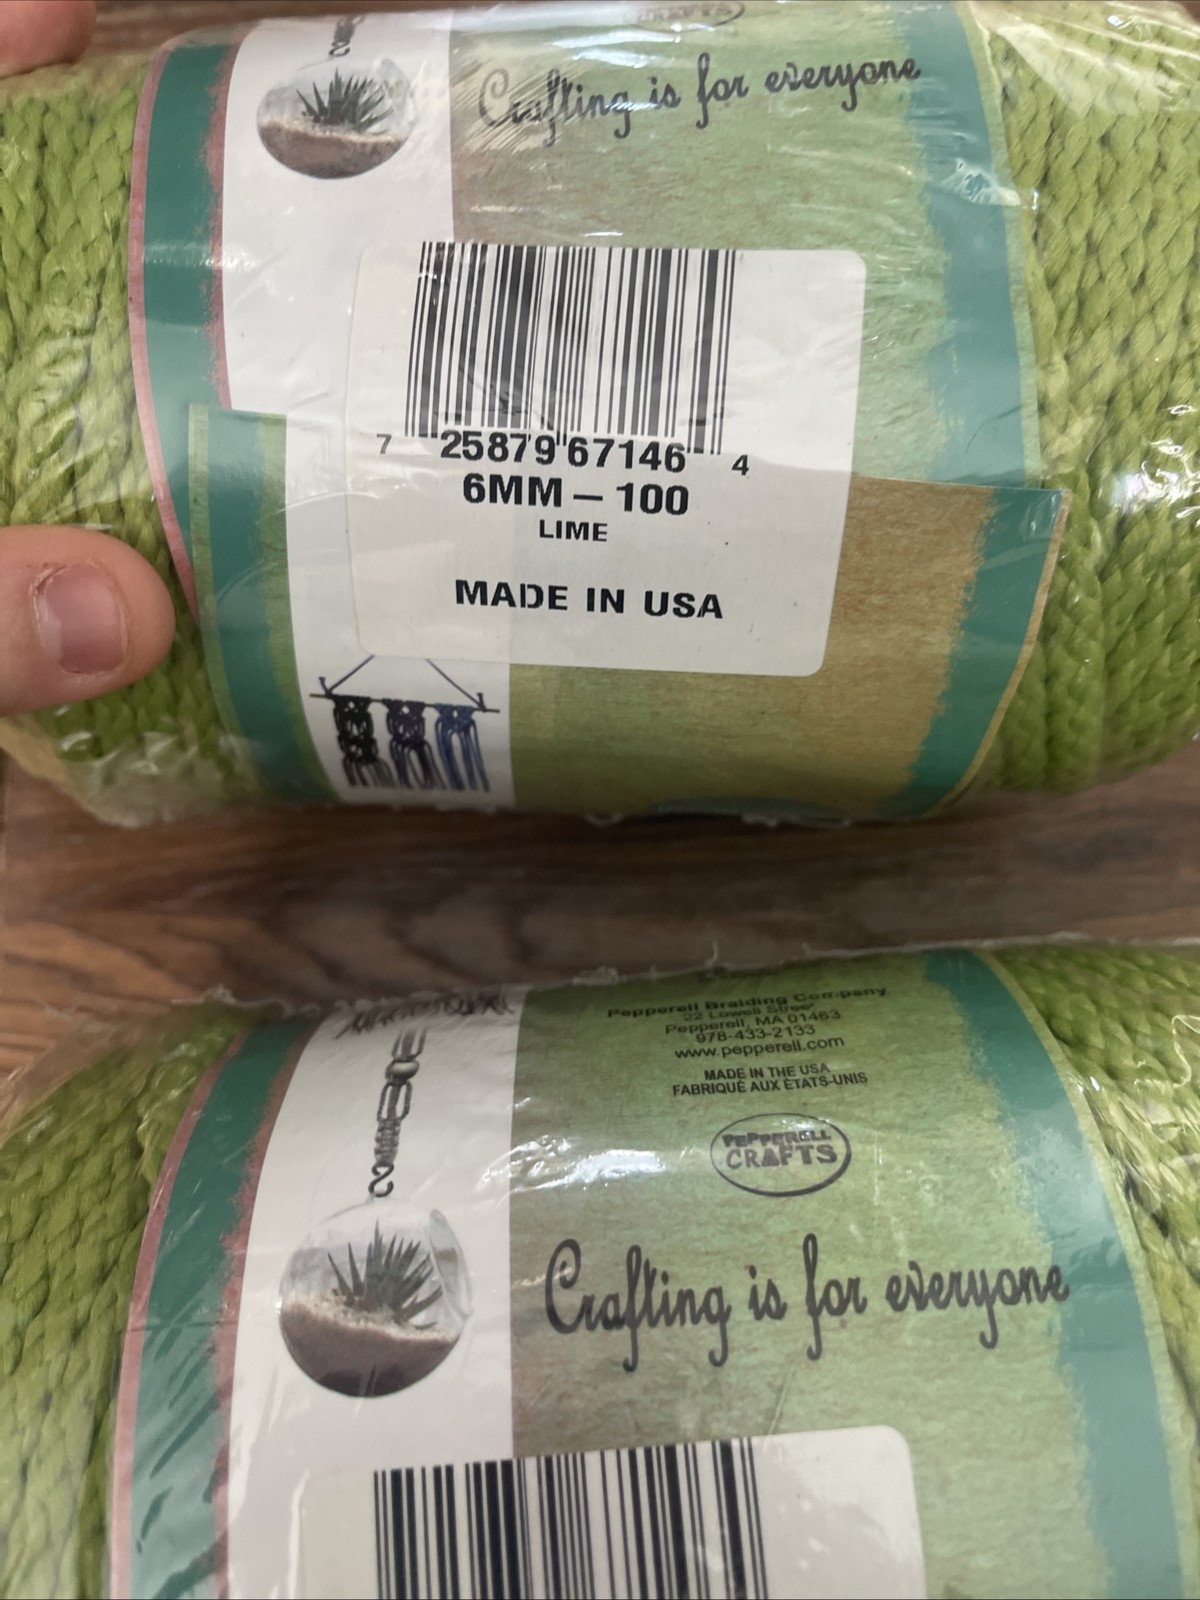 CRAFTS
Crafting is for everyone
7 25879 67146 4
6MM – 100
LIME
MADE IN USA
Pepperell Braiding Company
22 Lowell Street
Pepperell, MA 01463
978-433-2133
www.pepperell.com
MADE IN THE USA
FABRIQUÉ AUX ÉTATS-UNIS
PEPPERELL
CRAFTS
Crafting is for everyone